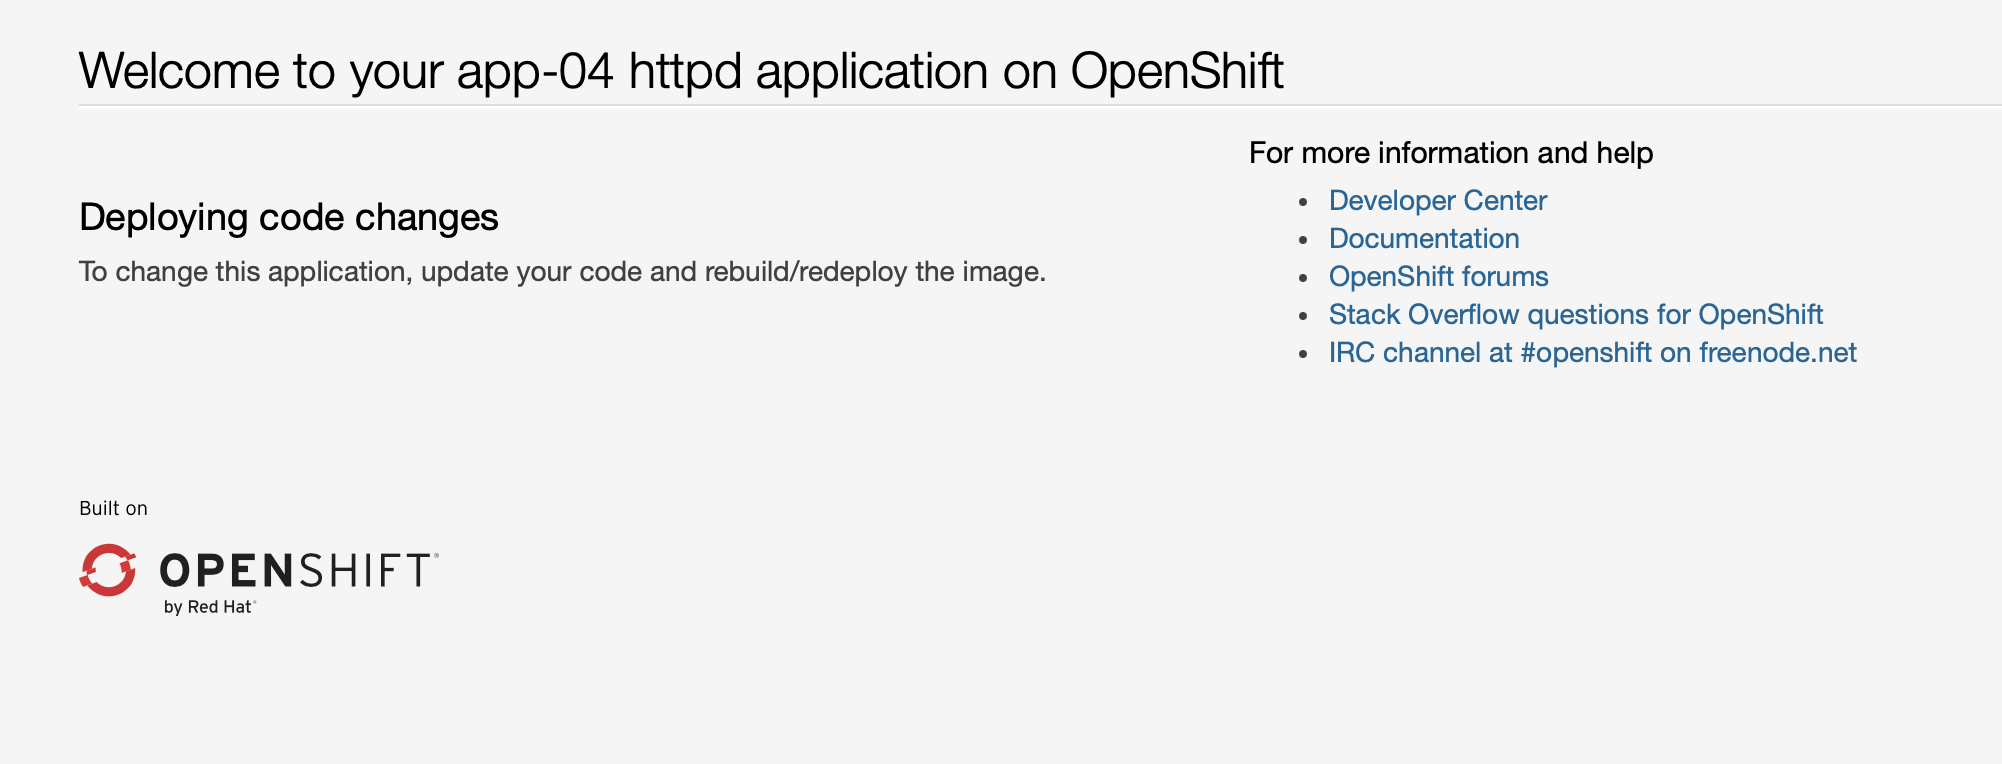 Welcome to your app-04 httpd application on OpenShift
Deploying code changes
To change this application, update your code and rebuild/redeploy the image.
For more information and help
Developer Center
Documentation
OpenShift forums
Stack Overflow questions for OpenShift
IRC channel at #openshift on freenode.net
Built on
OPENSHIFT®
by Red Hat®